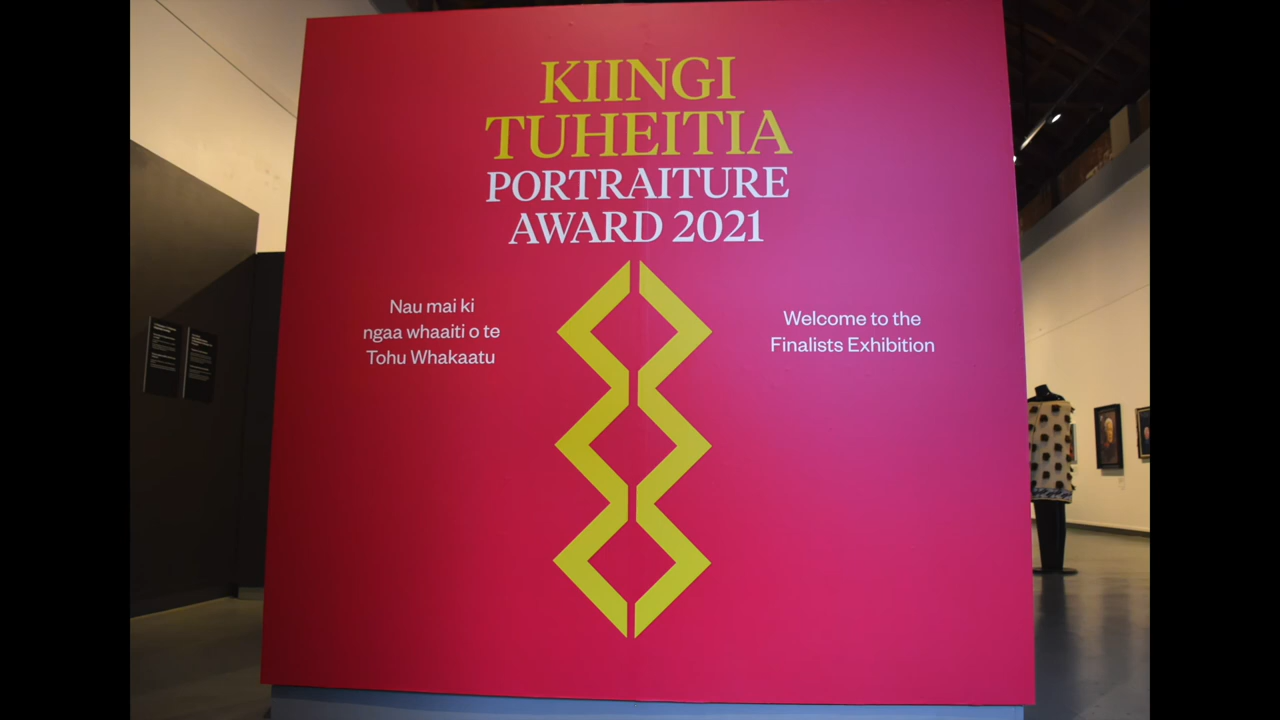 KIINGI
TUHEITIA
PORTRAITURE
AWARD 2021
Nau mai ki
ngaa whaaiti o te
Tohu Whakaatu
Welcome to the
Finalists Exhibition